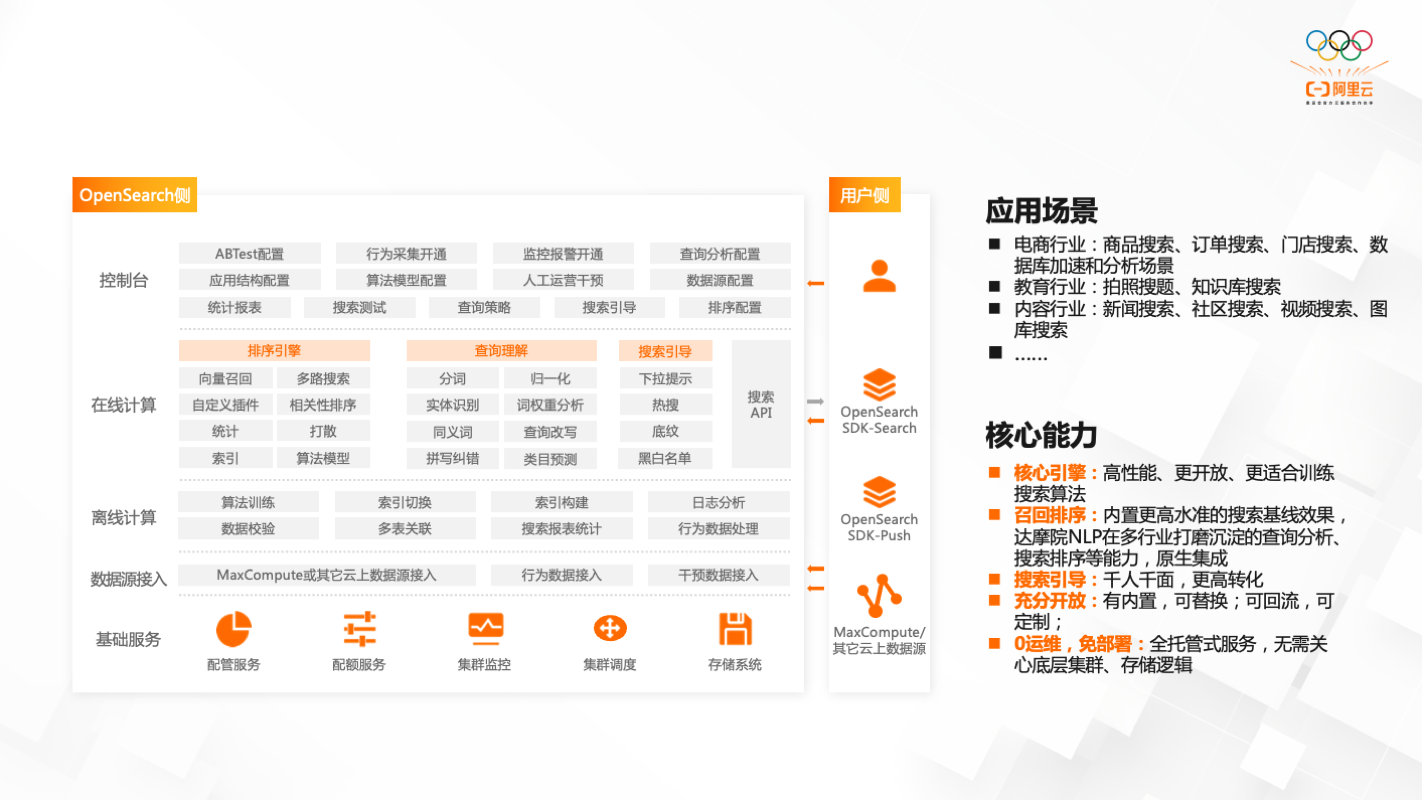 阿里云
OpenSearch侧
控制台
ABTest配置
行为采集开通
监控报警开通
查询分析配置
应用结构配置
算法模型配置
人工运营干预
数据源配置
统计报表
搜索测试
查询策略
搜索引导
排序配置
在线计算
排序引擎
向量召回
多路搜索
自定义插件
相关性排序
统计
打散
索引
算法模型
查询理解
分词
归一化
实体识别
词权重分析
同义词
查询改写
拼写纠错
类目预测
搜索引导
下拉提示
热搜
底纹
黑白名单
搜索
API
离线计算
算法训练
索引切换
索引构建
日志分析
数据校验
多表关联
搜索报表统计
行为数据处理
数据源接入
MaxCompute或其它云上数据源接入
行为数据接入
干预数据接入
基础服务
配管服务
配额服务
集群监控
集群调度
存储系统
用户侧
OpenSearch
SDK-Search
OpenSearch
SDK-Push
MaxCompute/
其它云上数据源
应用场景
电商行业：商品搜索、订单搜索、门店搜索、数
据库加速和分析场景
教育行业：拍照搜题、知识库搜索
内容行业：新闻搜索、社区搜索、视频搜索、图
库搜索
……
核心能力
核心引擎：高性能、更开放、更适合训练
搜索算法
召回排序：内置更高水准的搜索基线效果，
达摩院NLP在多行业打磨沉淀的查询分析、
搜索排序等能力，原生集成
搜索引导：千人千面，更高转化
充分开放：有内置，可替换；可回流，可
定制；
0运维，免部署：全托管式服务，无需关
心底层集群、存储逻辑